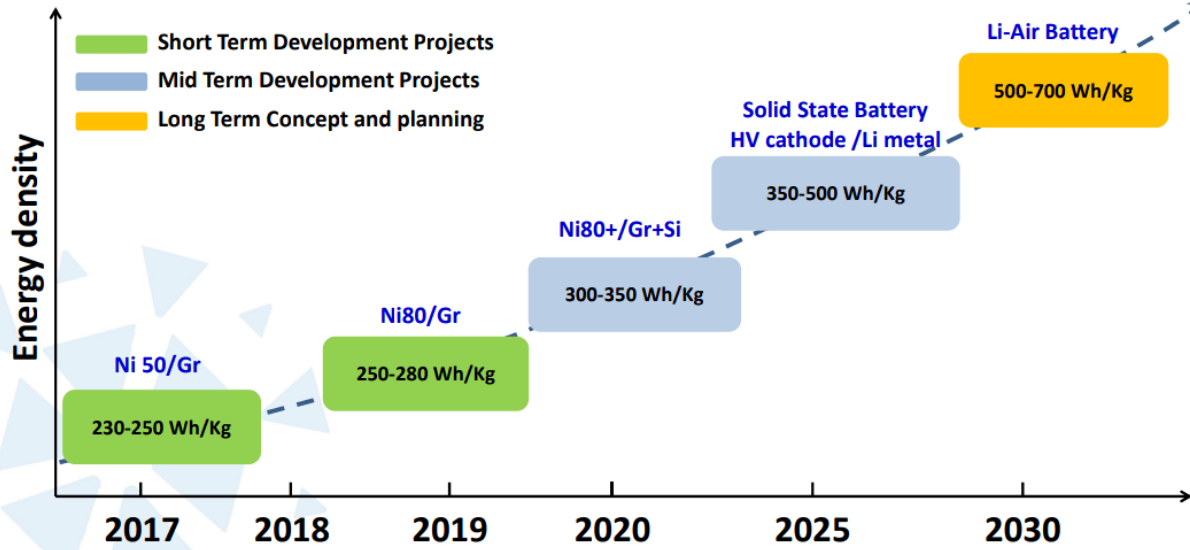 Energy density
Short Term Development Projects
Mid Term Development Projects
Long Term Concept and planning
Ni 50/Gr
230-250 Wh/Kg
Ni80/Gr
250-280 Wh/Kg
Ni80+/Gr+Si
300-350 Wh/Kg
Solid State Battery
HV cathode /Li metal
350-500 Wh/Kg
Li-Air Battery
500-700 Wh/Kg
2017 2018 2019 2020 2025 2030